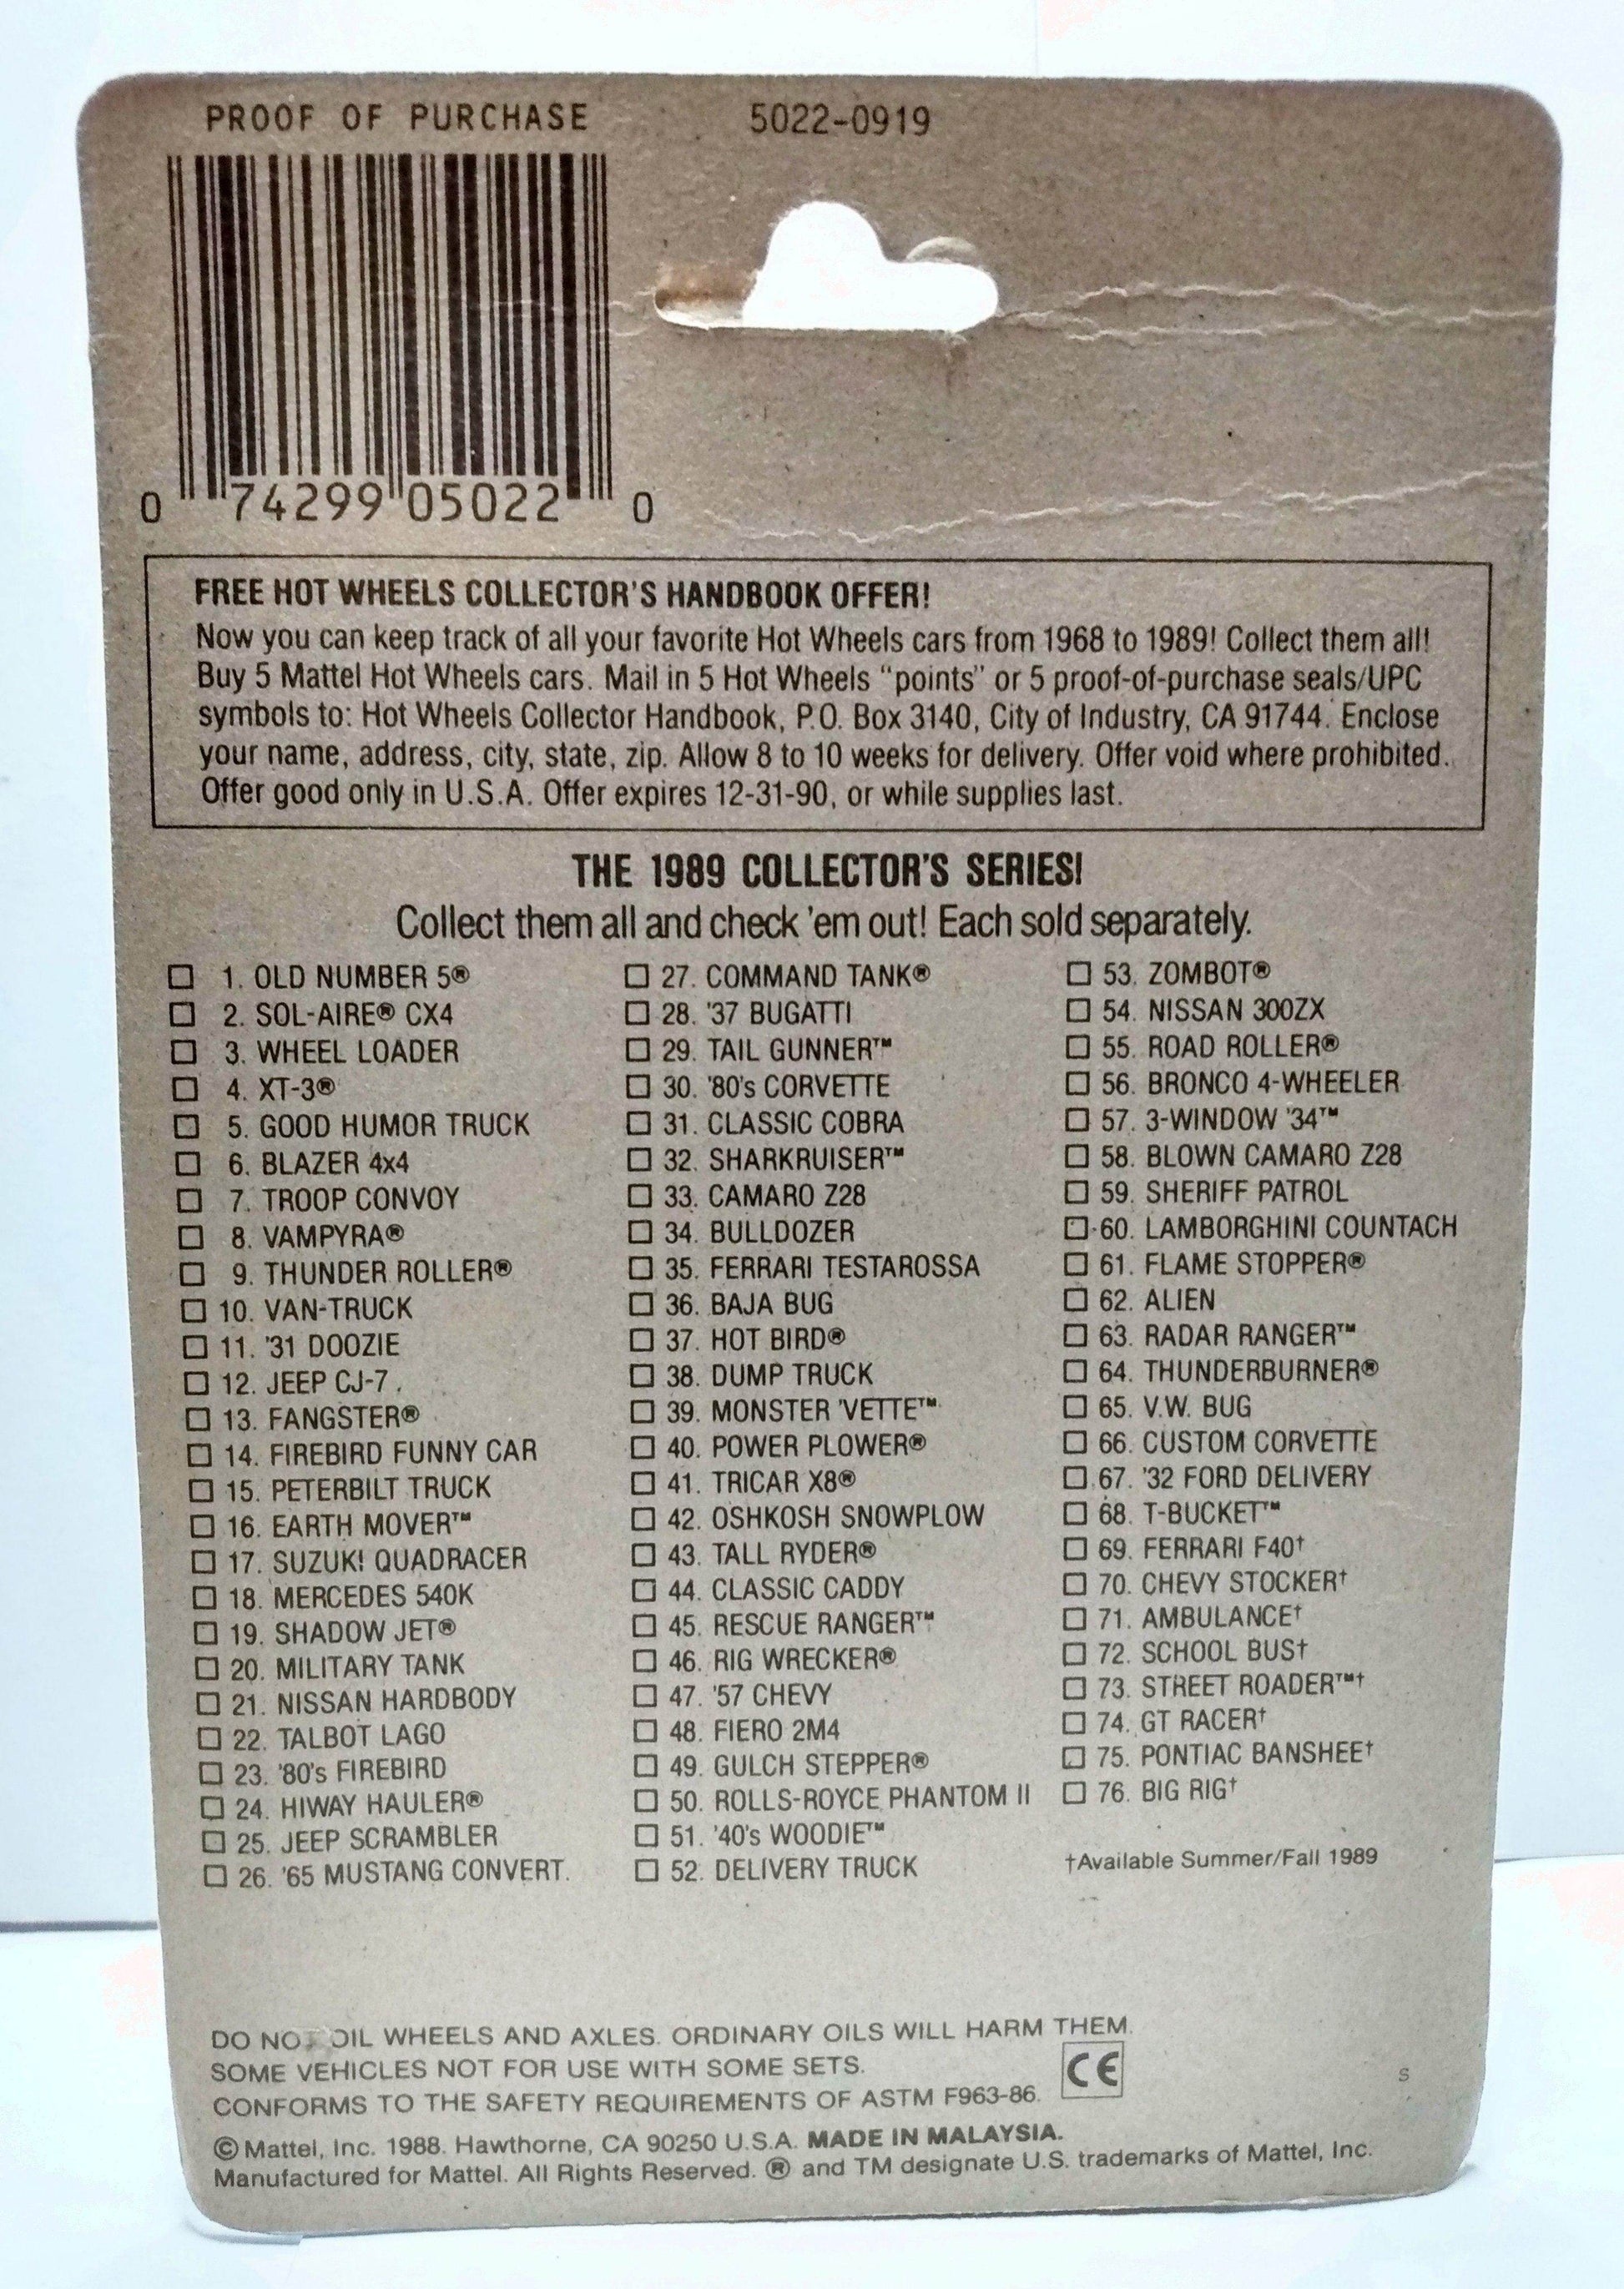 PROOF OF PURCHASE
5022-0919
0 74299 05022 0
FREE HOT WHEELS COLLECTOR'S HANDBOOK OFFER!
Now you can keep track of all your favorite Hot Wheels cars from 1968 to 1989! Collect them all!
Buy 5 Mattel Hot Wheels cars. Mail in 5 Hot Wheels "points" or 5 proof-of-purchase seals/UPC
symbols to: Hot Wheels Collector Handbook, P.O. Box 3140, City of Industry, CA 91744. Enclose
your name, address, city, state, zip. Allow 8 to 10 weeks for delivery. Offer void where prohibited.
Offer good only in U.S.A. Offer expires 12-31-90, or while supplies last.
THE 1989 COLLECTOR'S SERIES!
Collect them all and check 'em out! Each sold separately.
1. OLD NUMBER 5®
2. SOL-AIRE® CX4
3. WHEEL LOADER
4. XT-3®
5. GOOD HUMOR TRUCK
6. BLAZER 4x4
7. TROOP CONVOY
8. VAMPYRA®
9. THUNDER ROLLER®
10. VAN-TRUCK
11. '31 DOOZIE
12. JEEP CJ-7
13. FANGSTER®
14. FIREBIRD FUNNY CAR
15. PETERBILT TRUCK
16. EARTH MOVER™
17. SUZUKI QUADRACER
18. MERCEDES 540K
19. SHADOW JET®
20. MILITARY TANK
21. NISSAN HARDBODY
22. TALBOT LAGO
23. '80's FIREBIRD
24. HIWAY HAULER®
25. JEEP SCRAMBLER
26. '65 MUSTANG CONVERT.
27. COMMAND TANK®
28. '37 BUGATTI
29. TAIL GUNNER™
30. '80's CORVETTE
31. CLASSIC COBRA
32. SHARKRUISER™
33. CAMARO Z28
34. BULLDOZER
35. FERRARI TESTAROSSA
36. BAJA BUG
37. HOT BIRD®
38. DUMP TRUCK
39. MONSTER 'VETTE™
40. POWER PLOWER®
41. TRICAR X8®
42. OSHKOSH SNOWPLOW
43. TALL RYDER®
44. CLASSIC CADDY
45. RESCUE RANGER™
46. RIG WRECKER®
47. '57 CHEVY
48. FIERO 2M4
49. GULCH STEPPER®
50. ROLLS-ROYCE PHANTOM II
51. '40's WOODIE™
52. DELIVERY TRUCK
53. ZOMBOT®
54. NISSAN 300ZX
55. ROAD ROLLER®
56. BRONCO 4-WHEELER
57. 3-WINDOW '34™
58. BLOWN CAMARO Z28
59. SHERIFF PATROL
60. LAMBORGHINI COUNTACH
61. FLAME STOPPER®
62. ALIEN
63. RADAR RANGER™
64. THUNDERBURNER®
65. V.W. BUG
66. CUSTOM CORVETTE
67. '32 FORD DELIVERY
68. T-BUCKET™
69. FERRARI F40†
70. CHEVY STOCKER†
71. AMBULANCE†
72. SCHOOL BUS†
73. STREET ROADER™†
74. GT RACER†
75. PONTIAC BANSHEE†
76. BIG RIG†
†Available Summer/Fall 1989
DO NOT OIL WHEELS AND AXLES. ORDINARY OILS WILL HARM THEM.
SOME VEHICLES NOT FOR USE WITH SOME SETS.
CONFORMS TO THE SAFETY REQUIREMENTS OF ASTM F963-86.
CE
S
© Mattel, Inc. 1988. Hawthorne, CA 90250 U.S.A. MADE IN MALAYSIA.
Manufactured for Mattel. All Rights Reserved. ® and TM designate U.S. trademarks of Mattel, Inc.